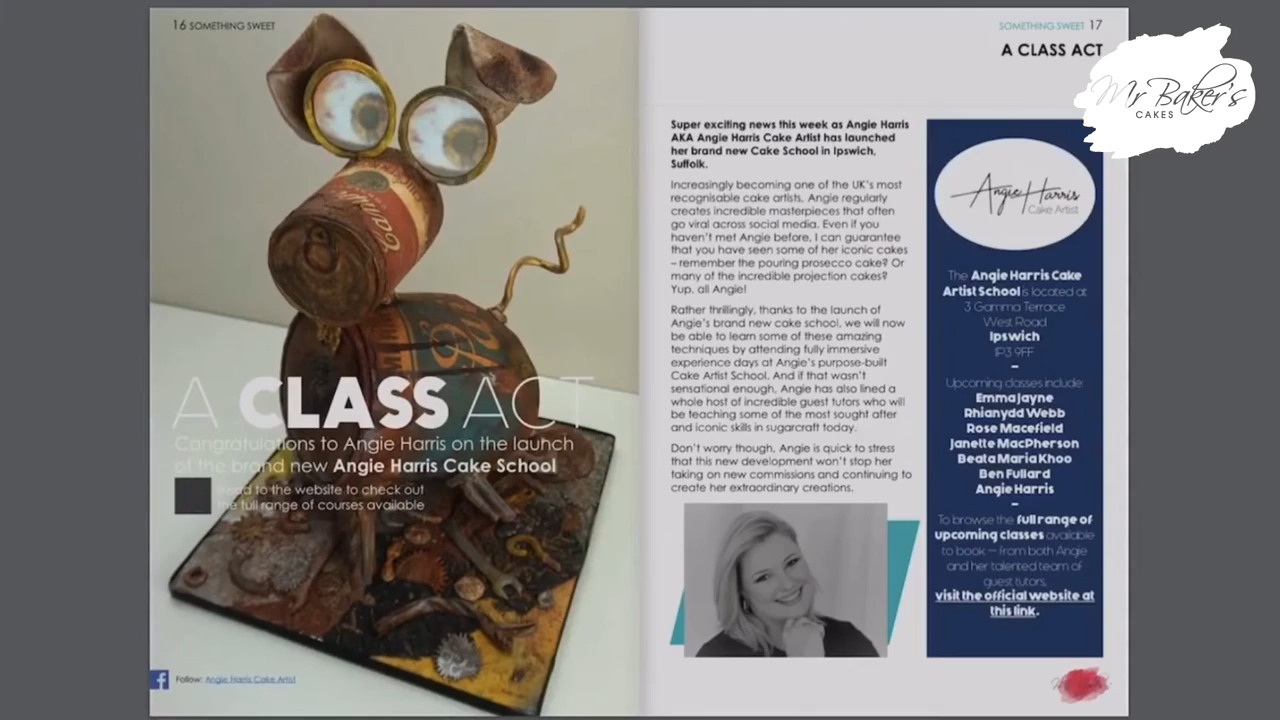 16 SOMETHING SWEET
A CLASS ACT
Congratulations to Angie Harris on the launch
of the brand new Angie Harris Cake School
to the website to check out
the full range of courses available
Follow: Angie Harris Cake Artist
SOMETHING SWEET 17
A CLASS ACT
Mr Baker's
CAKES
Super exciting news this week as Angie Harris
AKA Angie Harris Cake Artist has launched
her brand new Cake School in Ipswich,
Suffolk.
Increasingly becoming one of the UK's most
recognisable cake artists, Angie regularly
creates incredible masterpieces that often
go viral across social media. Even if you
haven't met Angie before, I can guarantee
that you have seen some of her iconic cakes
– remember the pouring prosecco cake? Or
many of the incredible projection cakes?
Yup, all Angie!
Rather thrillingly, thanks to the launch of
Angie's brand new cake school, we will now
be able to learn some of these amazing
techniques by attending fully immersive
experience days at Angie's purpose-built
Cake Artist School. And if that wasn't
sensational enough, Angie has also lined a
whole host of incredible guest tutors who will
be teaching some of the most sought after
and iconic skills in sugarcraft today.
Don't worry though, Angie is quick to stress
that this new development won't stop her
taking on new commissions and continuing to
create her extraordinary creations.
Angie Harris
Cake Artist
The Angie Harris Cake
Artist School is located at
3 Gamma Terrace
West Road
Ipswich
IP3 9FF
–
Upcoming classes include:
Emma Jayne
Rhianydd Webb
Rose Macefield
Janette MacPherson
Beata Maria Khoo
Ben Fullard
Angie Harris
–
To browse the full range of
upcoming classes available
to book – from both Angie
and her talented team of
guest tutors,
visit the official website at
this link.